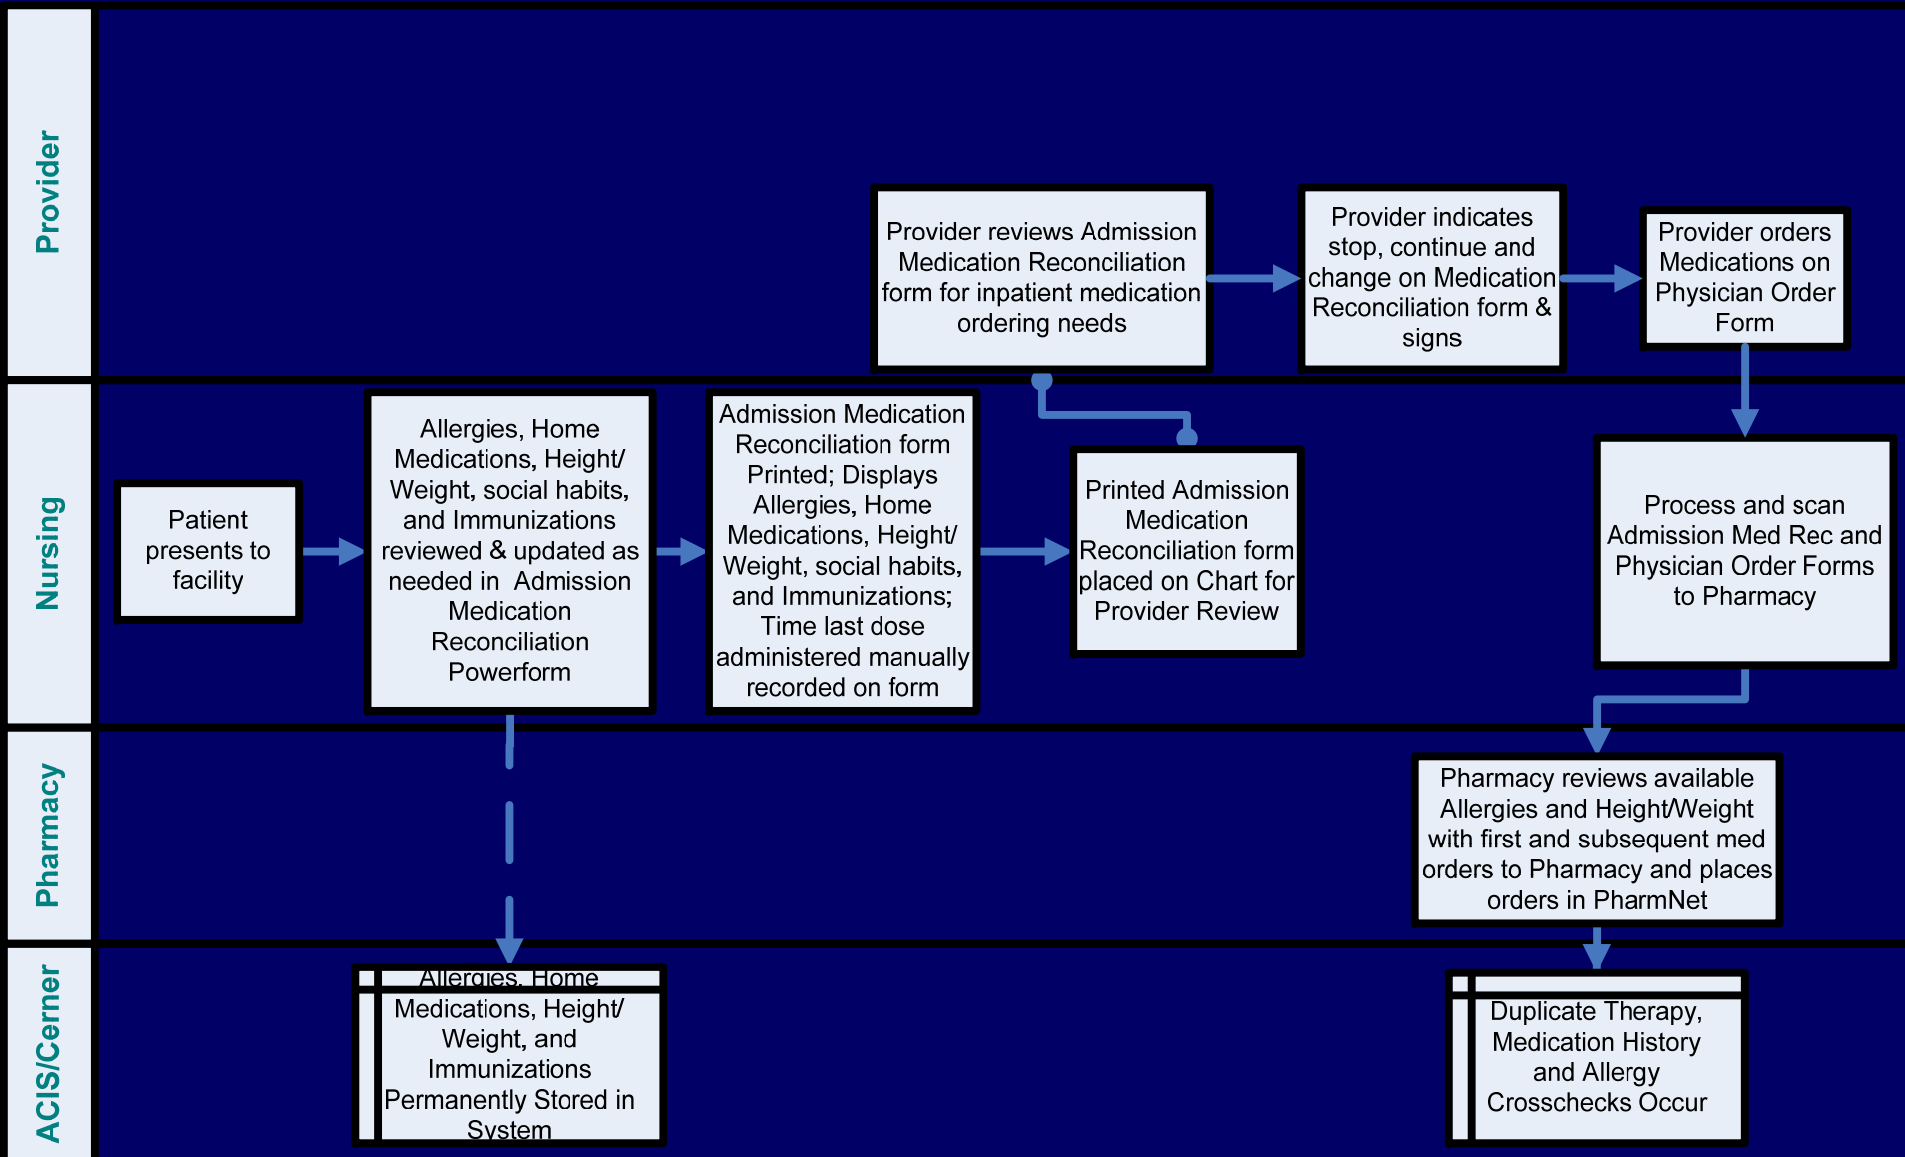 Provider
Provider reviews Admission
Medication Reconciliation
form for inpatient medication
ordering needs
Provider indicates
stop, continue and
change on Medication
Reconciliation form &
signs
Provider orders
Medications on
Physician Order
Form
Nursing
Patient
presents to
facility
Allergies, Home
Medications, Height/
Weight, social habits,
and Immunizations
reviewed & updated as
needed in Admission
Medication
Reconciliation
Powerform
Admission Medication
Reconciliation form
Printed; Displays
Allergies, Home
Medications, Height/
Weight, social habits,
and Immunizations;
Time last dose
administered manually
recorded on form
Printed Admission
Medication
Reconciliation form
placed on Chart for
Provider Review
Process and scan
Admission Med Rec and
Physician Order Forms
to Pharmacy
Pharmacy
Pharmacy reviews available
Allergies and Height/Weight
with first and subsequent med
orders to Pharmacy and places
orders in PharmNet
ACIS/Cerner
Allergies, Home
Medications, Height/
Weight, and
Immunizations
Permanently Stored in
System
Duplicate Therapy,
Medication History
and Allergy
Crosschecks Occur